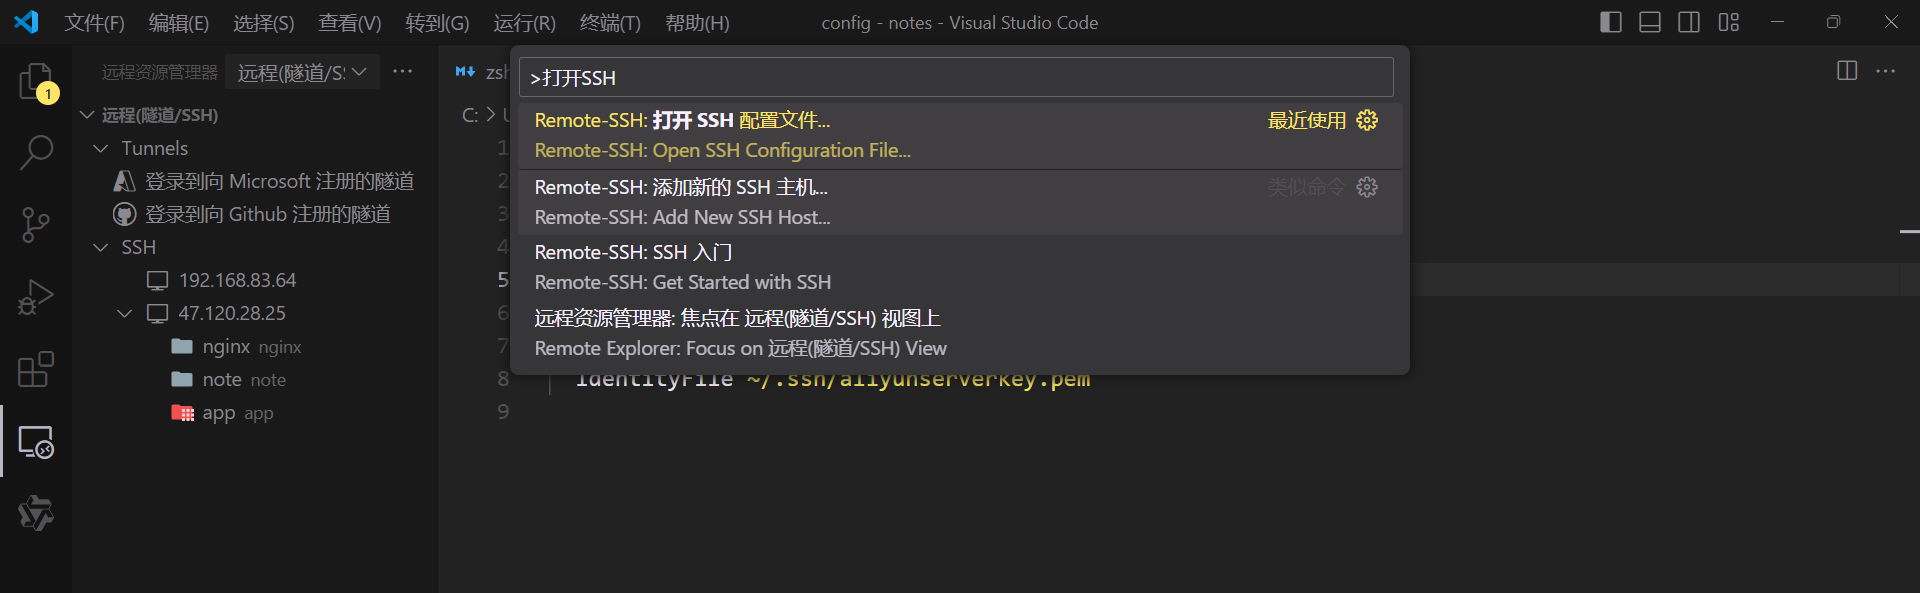 文件(F) 编辑(E) 选择(S) 查看(V) 转到(G) 运行(R) 终端(T) 帮助(H) config - notes - Visual Studio Code
远程资源管理器 远程(隧道/S ···
远程(隧道/SSH)
Tunnels
登录到向 Microsoft 注册的隧道
登录到向 Github 注册的隧道
SSH
192.168.83.64
47.120.28.25
nginx nginx
note note
app app
1
zsh
C: >
>打开SSH
Remote-SSH: 打开 SSH 配置文件... 最近使用
Remote-SSH: Open SSH Configuration File...
Remote-SSH: 添加新的 SSH 主机... 类似命令
Remote-SSH: Add New SSH Host...
Remote-SSH: SSH 入门
Remote-SSH: Get Started with SSH
远程资源管理器: 焦点在 远程(隧道/SSH) 视图上
Remote Explorer: Focus on 远程(隧道/SSH) View
1
2
3
4
5
6
7
8 IdentityFile ~/.ssh/aliyunserverkey.pem
9